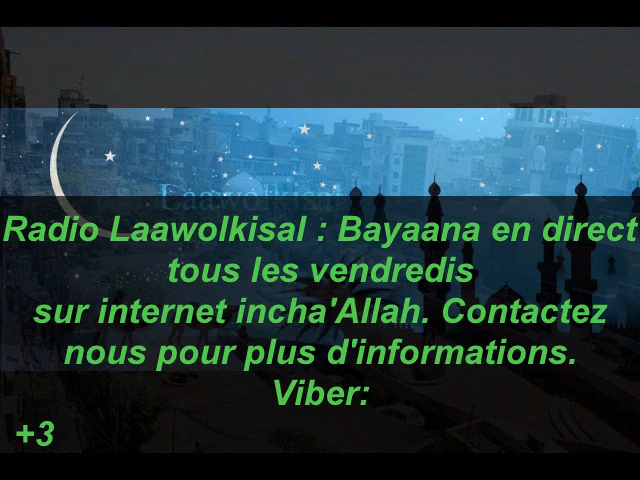 Laawolkisal
Radio Laawolkisal : Bayaana en direct
tous les vendredis
sur internet incha'Allah. Contactez
nous pour plus d'informations.
Viber:
+3